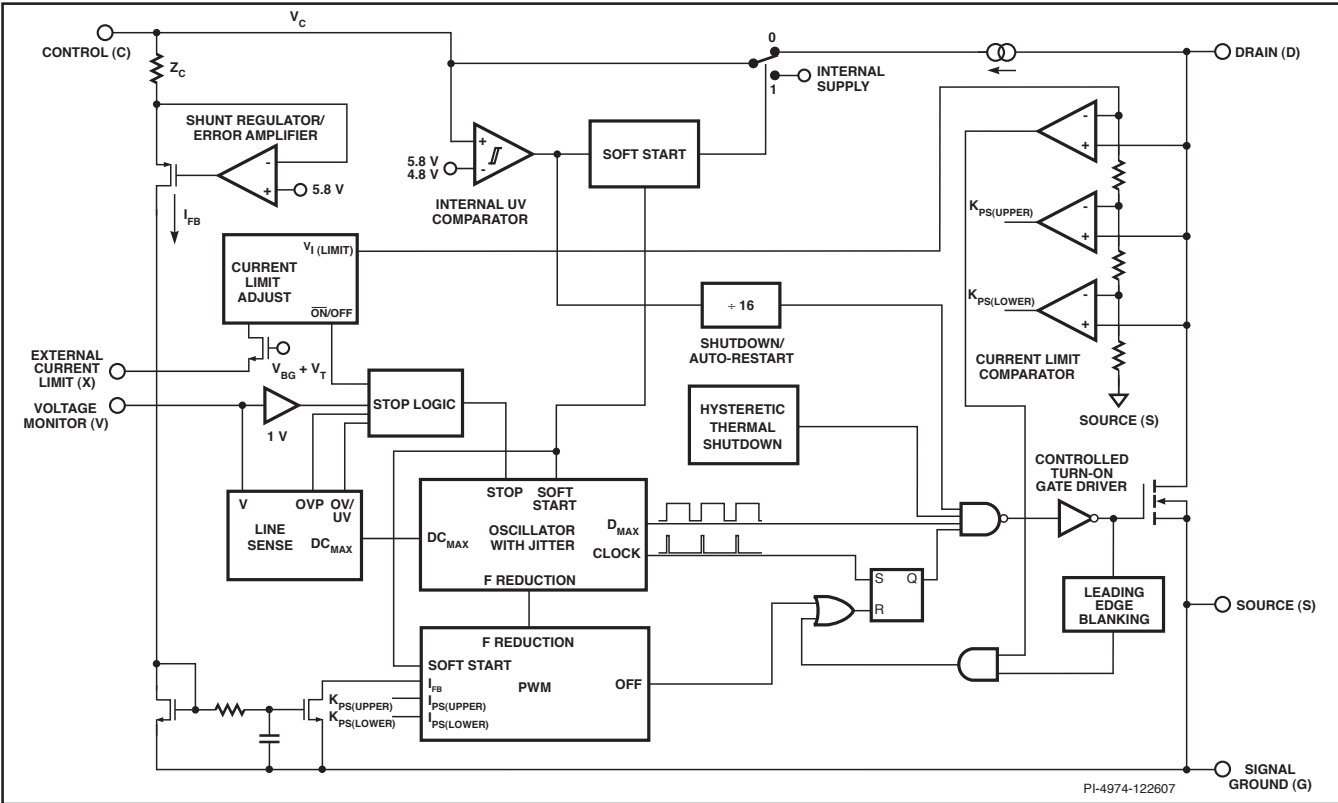 V_C
CONTROL (C)
Z_C
0
1
DRAIN (D)
INTERNAL
SUPPLY
SHUNT REGULATOR/
ERROR AMPLIFIER
-
+
5.8 V
I_FB
+
-
5.8 V
4.8 V
INTERNAL UV
COMPARATOR
SOFT START
-
+
K_PS(UPPER)
-
+
K_PS(LOWER)
-
+
CURRENT LIMIT
COMPARATOR
SOURCE (S)
V_I (LIMIT)
CURRENT
LIMIT
ADJUST
O̅N̅/OFF
÷ 16
SHUTDOWN/
AUTO-RESTART
EXTERNAL
CURRENT
LIMIT (X)
V_BG + V_T
VOLTAGE
MONITOR (V)
1 V
STOP LOGIC
HYSTERETIC
THERMAL
SHUTDOWN
CONTROLLED
TURN-ON
GATE DRIVER
V
OVP
OV/
UV
LINE
SENSE
DC_MAX
STOP
SOFT
START
DC_MAX
OSCILLATOR
WITH JITTER
D_MAX
CLOCK
F REDUCTION
S
Q
R
LEADING
EDGE
BLANKING
SOURCE (S)
F REDUCTION
SOFT START
PWM
OFF
I_FB
K_PS(UPPER)
I_PS(UPPER)
K_PS(LOWER)
I_PS(LOWER)
SIGNAL
GROUND (G)
PI-4974-122607